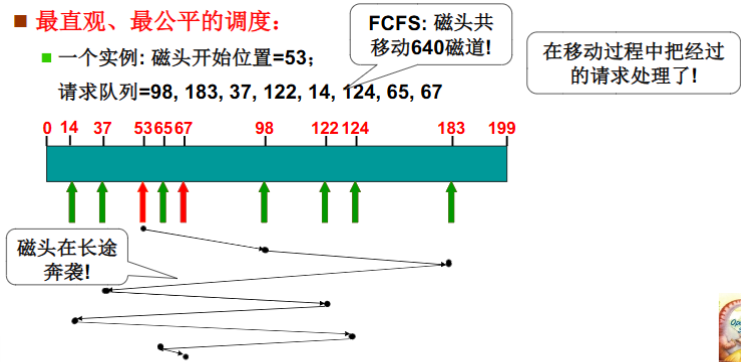 最直观、最公平的调度：
一个实例: 磁头开始位置=53；
请求队列=98, 183, 37, 122, 14, 124, 65, 67
FCFS: 磁头共
移动640磁道!
在移动过程中把经过
的请求处理了!
0 14 37 53 65 67 98 122 124 183 199
磁头在长途
奔袭!